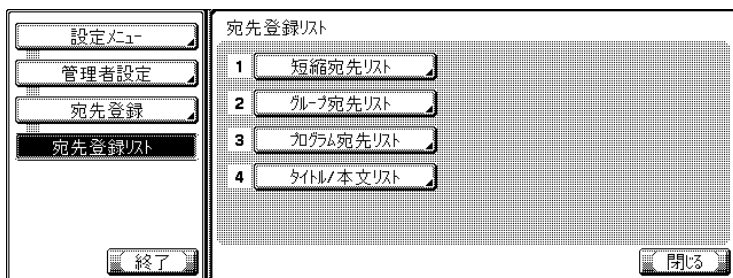 設定ﾒﾆｭｰ
管理者設定
宛先登録
宛先登録ﾘｽﾄ
終了
宛先登録ﾘｽﾄ
1 短縮宛先ﾘｽﾄ
2 ｸﾞﾙｰﾌﾟ宛先ﾘｽﾄ
3 ﾌﾟﾛｸﾞﾗﾑ宛先ﾘｽﾄ
4 ﾀｲﾄﾙ/本文ﾘｽﾄ
閉じる